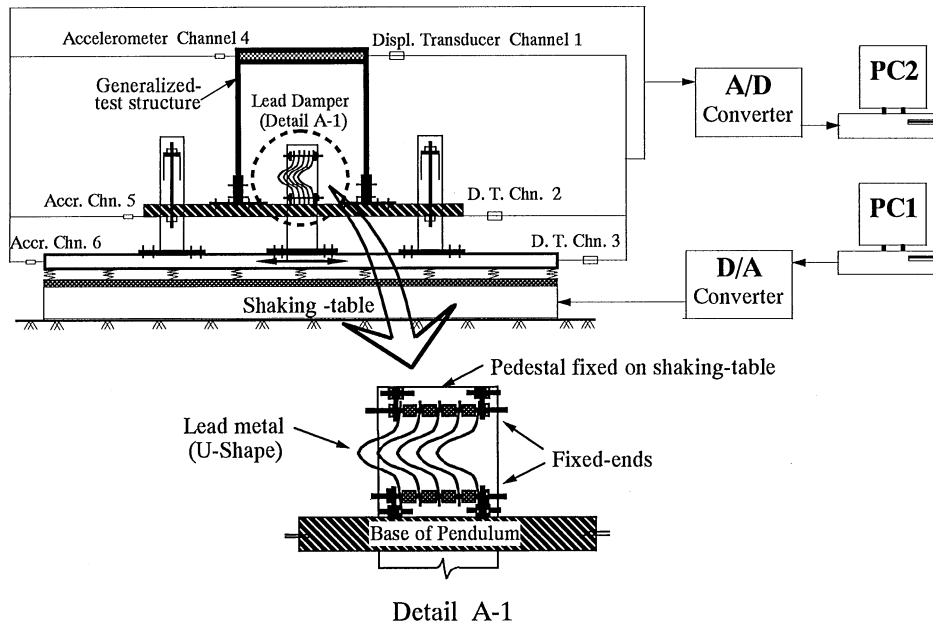 Accelerometer Channel 4
Displ. Transducer Channel 1
Generalized-
test structure
Lead Damper
(Detail A-1)
A/D
Converter
PC2
Accr. Chn. 5
D. T. Chn. 2
PC1
Accr. Chn. 6
D. T. Chn. 3
D/A
Converter
Shaking -table
Pedestal fixed on shaking-table
Lead metal
(U-Shape)
Fixed-ends
Base of Pendulum
Detail A-1